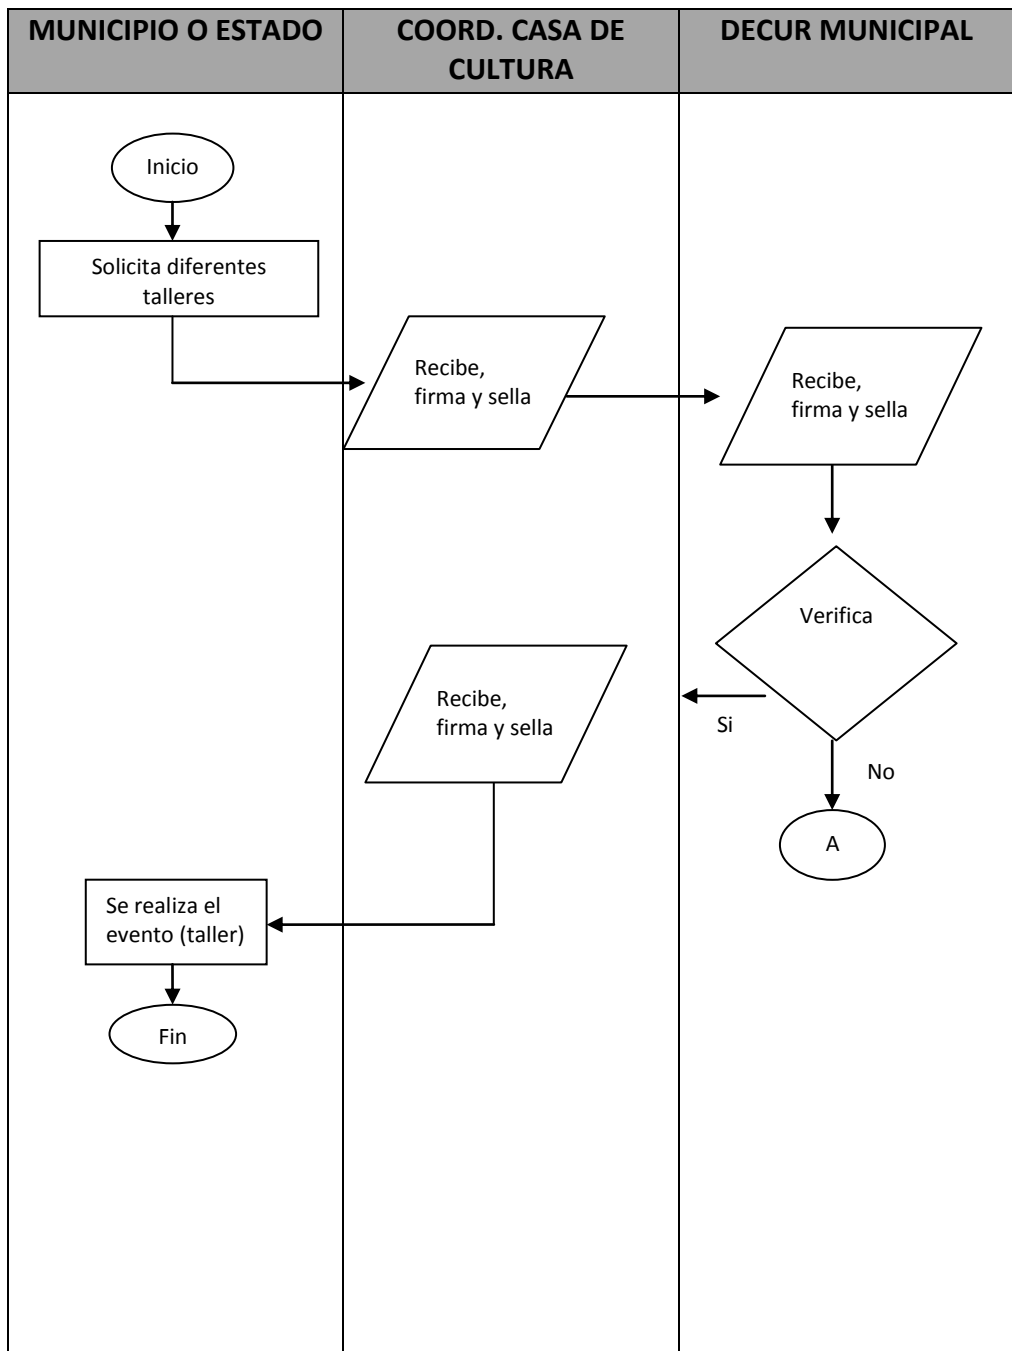 MUNICIPIO O ESTADO
COORD. CASA DE
CULTURA
DECUR MUNICIPAL
Inicio
Solicita diferentes
talleres
Recibe,
firma y sella
Recibe,
firma y sella
Verifica
Si
No
A
Recibe,
firma y sella
Se realiza el
evento (taller)
Fin